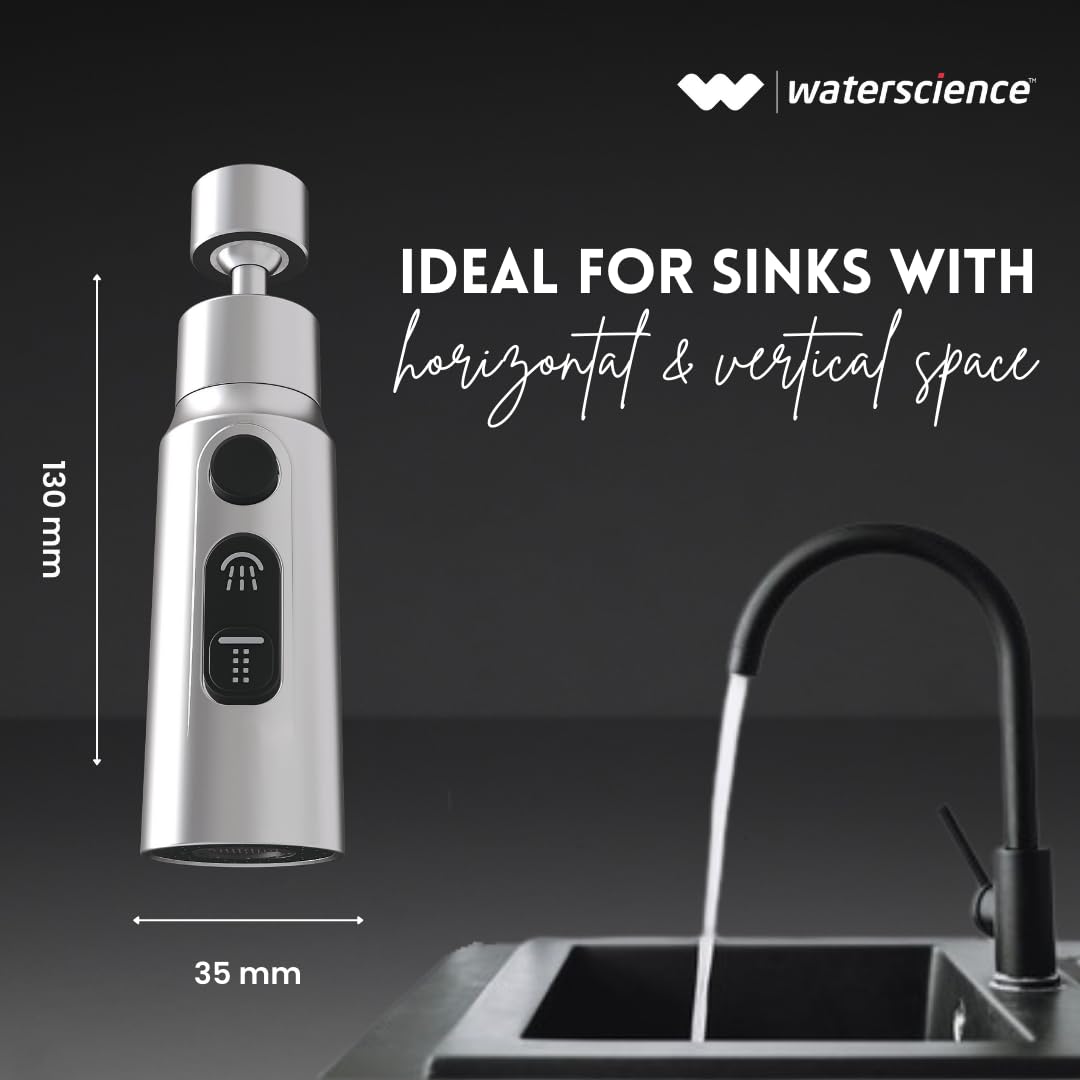 waterscience™
IDEAL FOR SINKS WITH
horizontal & vertical space
130 mm
35 mm